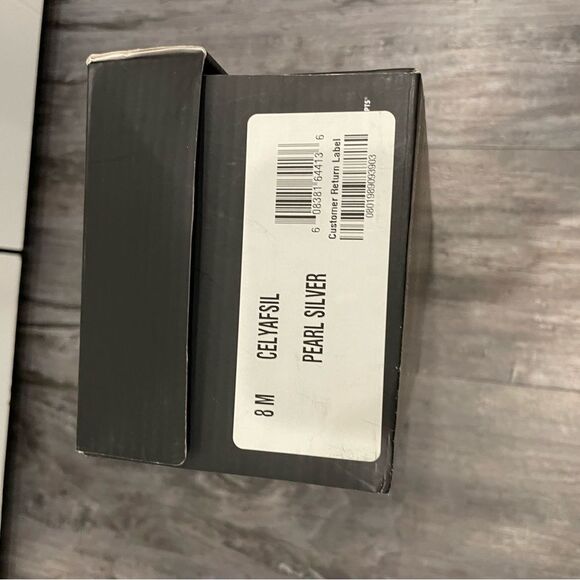 8 M CELYAFSIL
PEARL SILVER
6 08381 64413 6
Customer Return Label
0801989093903